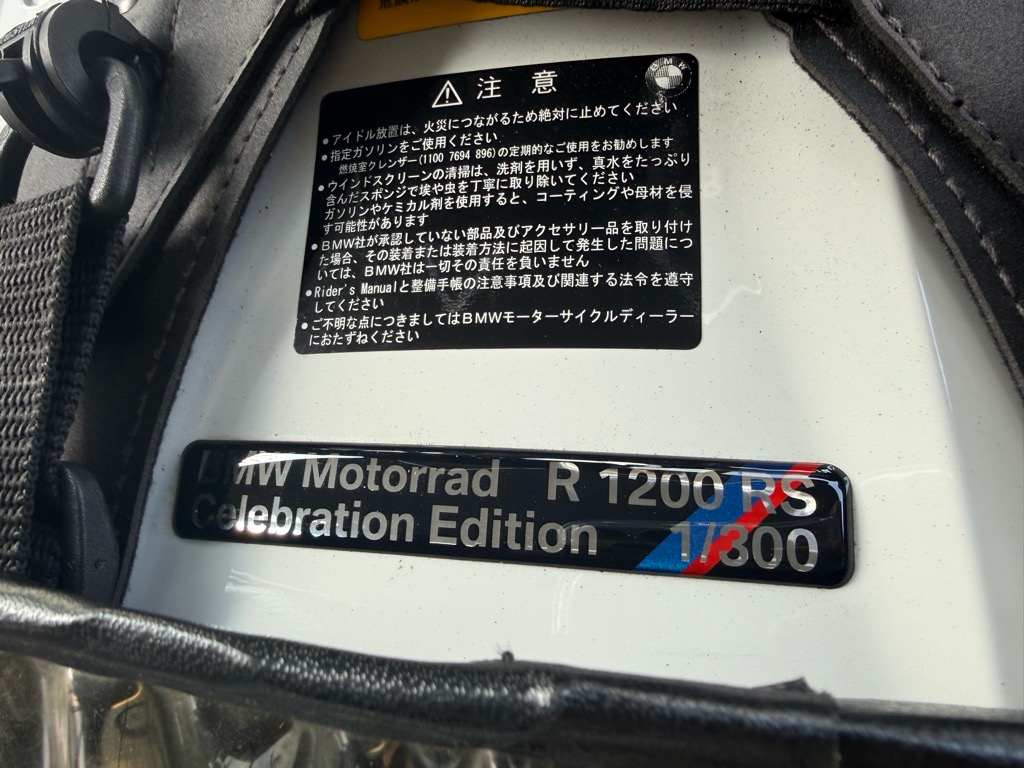 注意
BMW
●アイドル放置は、火災につながるため絶対に止めてください
●指定ガソリンをご使用ください
燃焼室クレンザー(1100 7694 896)の定期的なご使用をお勧めします
●ウインドスクリーンの清掃は、洗剤を用いず、真水をたっぷり
含んだスポンジで埃や虫を丁寧に取り除いてください
ガソリンやケミカル剤を使用すると、コーティングや母材を侵
す可能性があります
●BMW社が承認していない部品及びアクセサリー品を取り付け
た場合、その装着または装着方法に起因して発生した問題につ
いては、BMW社は一切その責任を負いません
●Rider's Manualと整備手帳の注意事項及び関連する法令を遵守
してください
●ご不明な点につきましてはBMWモーターサイクルディーラー
におたずねください
BMW Motorrad R 1200 RS
Celebration Edition 1/300